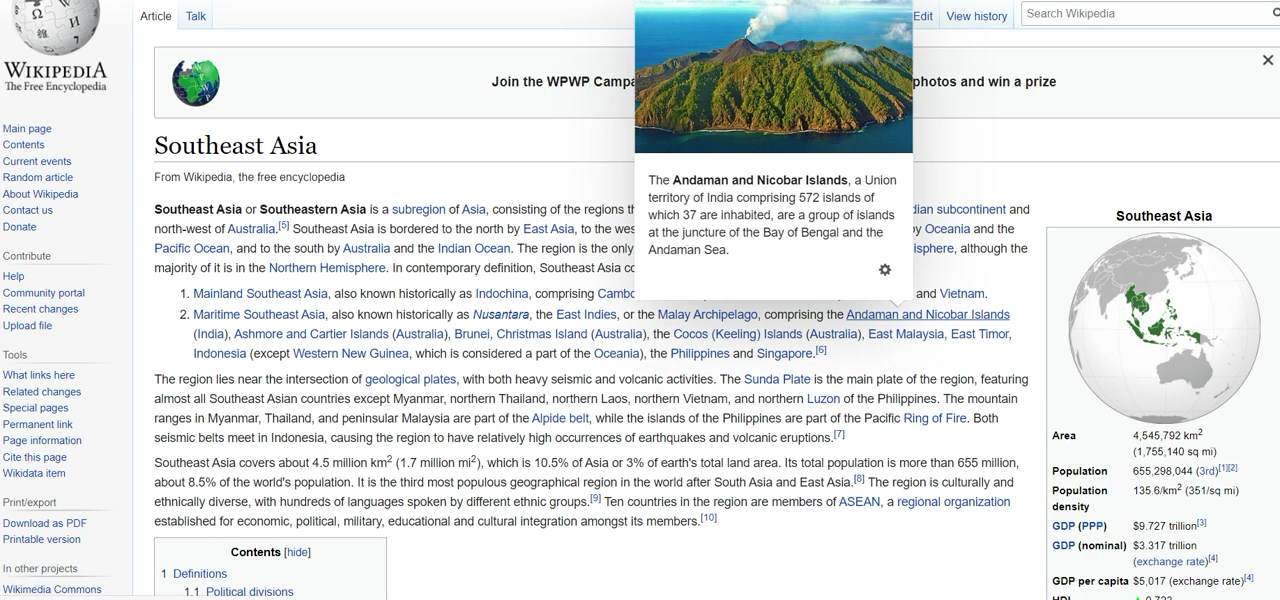 Article
Talk
Edit
View history
Search Wikipedia
WIKIPEDIA
The Free Encyclopedia
Main page
Contents
Current events
Random article
About Wikipedia
Contact us
Donate
Contribute
Help
Community portal
Recent changes
Upload file
Tools
What links here
Related changes
Special pages
Permanent link
Page information
Cite this page
Wikidata item
Print/export
Download as PDF
Printable version
In other projects
Wikimedia Commons
Join the WPWP photos and win a prize
Southeast Asia
From Wikipedia, the free encyclopedia
Southeast Asia or Southeastern Asia is a subregion of Asia, consisting of the regions subcontinent and
north-west of Australia.[5] Southeast Asia is bordered to the north by East Asia, to the by Oceania and the
Pacific Ocean, and to the south by Australia and the Indian Ocean. The region is the only although the
majority of it is in the Northern Hemisphere. In contemporary definition, Southeast Asia
1. Mainland Southeast Asia, also known historically as Indochina, comprising and Vietnam.
2. Maritime Southeast Asia, also known historically as Nusantara, the East Indies, or the Malay Archipelago, comprising the Andaman and Nicobar Islands
(India), Ashmore and Cartier Islands (Australia), Brunei, Christmas Island (Australia), the Cocos (Keeling) Islands (Australia), East Malaysia, East Timor,
Indonesia (except Western New Guinea, which is considered a part of the Oceania), the Philippines and Singapore.[6]
The region lies near the intersection of geological plates, with both heavy seismic and volcanic activities. The Sunda Plate is the main plate of the region, featuring
almost all Southeast Asian countries except Myanmar, northern Thailand, northern Laos, northern Vietnam, and northern Luzon of the Philippines. The mountain
ranges in Myanmar, Thailand, and peninsular Malaysia are part of the Alpide belt, while the islands of the Philippines are part of the Pacific Ring of Fire. Both
seismic belts meet in Indonesia, causing the region to have relatively high occurrences of earthquakes and volcanic eruptions.[7]
Southeast Asia covers about 4.5 million km2 (1.7 million mi2), which is 10.5% of Asia or 3% of earth's total land area. Its total population is more than 655 million,
about 8.5% of the world's population. It is the third most populous geographical region in the world after South Asia and East Asia.[8] The region is culturally and
ethnically diverse, with hundreds of languages spoken by different ethnic groups.[9] Ten countries in the region are members of ASEAN, a regional organization
established for economic, political, military, educational and cultural integration amongst its members.[10]
Contents [hide]
1 Definitions
1.1 Political divisions
The Andaman and Nicobar Islands, a Union
territory of India comprising 572 islands of
which 37 are inhabited, are a group of islands
at the juncture of the Bay of Bengal and the
Andaman Sea.
Southeast Asia
Area 4,545,792 km2
(1,755,140 sq mi)
Population 655,298,044 (3rd)[1][2]
Population 135.6/km2 (351/sq mi)
density
GDP (PPP) $9.727 trillion[3]
GDP (nominal) $3.317 trillion
(exchange rate)[4]
GDP per capita $5,017 (exchange rate)[4]